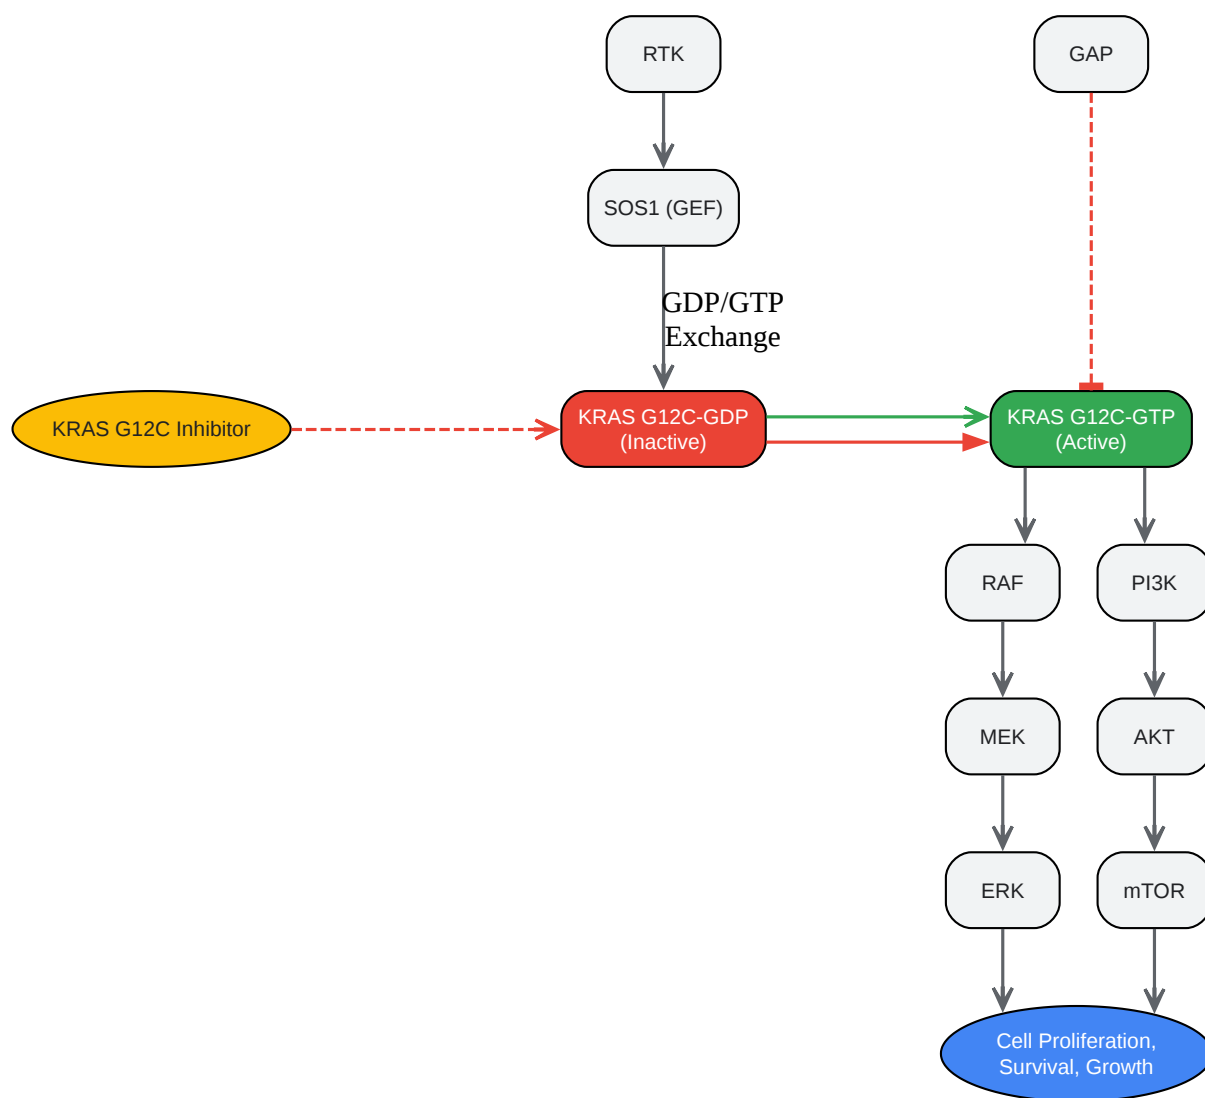 RTK
GAP
SOS1 (GEF)
GDP/GTP
Exchange
KRAS G12C Inhibitor
KRAS G12C-GDP
(Inactive)
KRAS G12C-GTP
(Active)
RAF
PI3K
MEK
AKT
ERK
mTOR
Cell Proliferation,
Survival, Growth